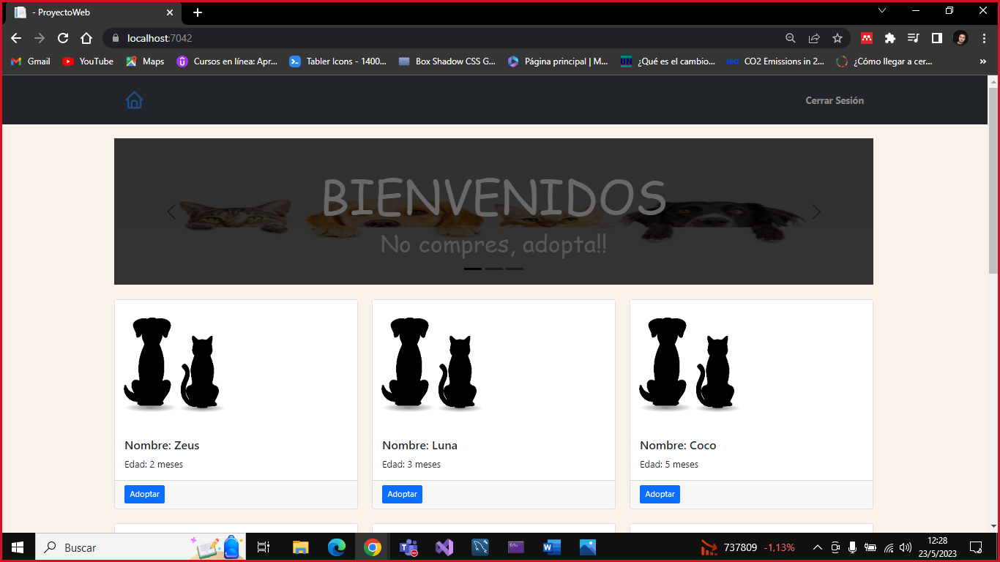 - ProyectoWeb
localhost:7042
Gmail
YouTube
Maps
Cursos en línea: Apr...
Tabler Icons - 1400...
Box Shadow CSS G...
Página principal | M...
¿Qué es el cambio...
CO2 Emissions in 2...
¿Cómo llegar a cer...
»
Cerrar Sesión
BIENVENIDOS
No compres, adopta!!
Nombre: Zeus
Edad: 2 meses
Adoptar
Nombre: Luna
Edad: 3 meses
Adoptar
Nombre: Coco
Edad: 5 meses
Adoptar
Buscar
737809 -1,13%
12:28
23/5/2023